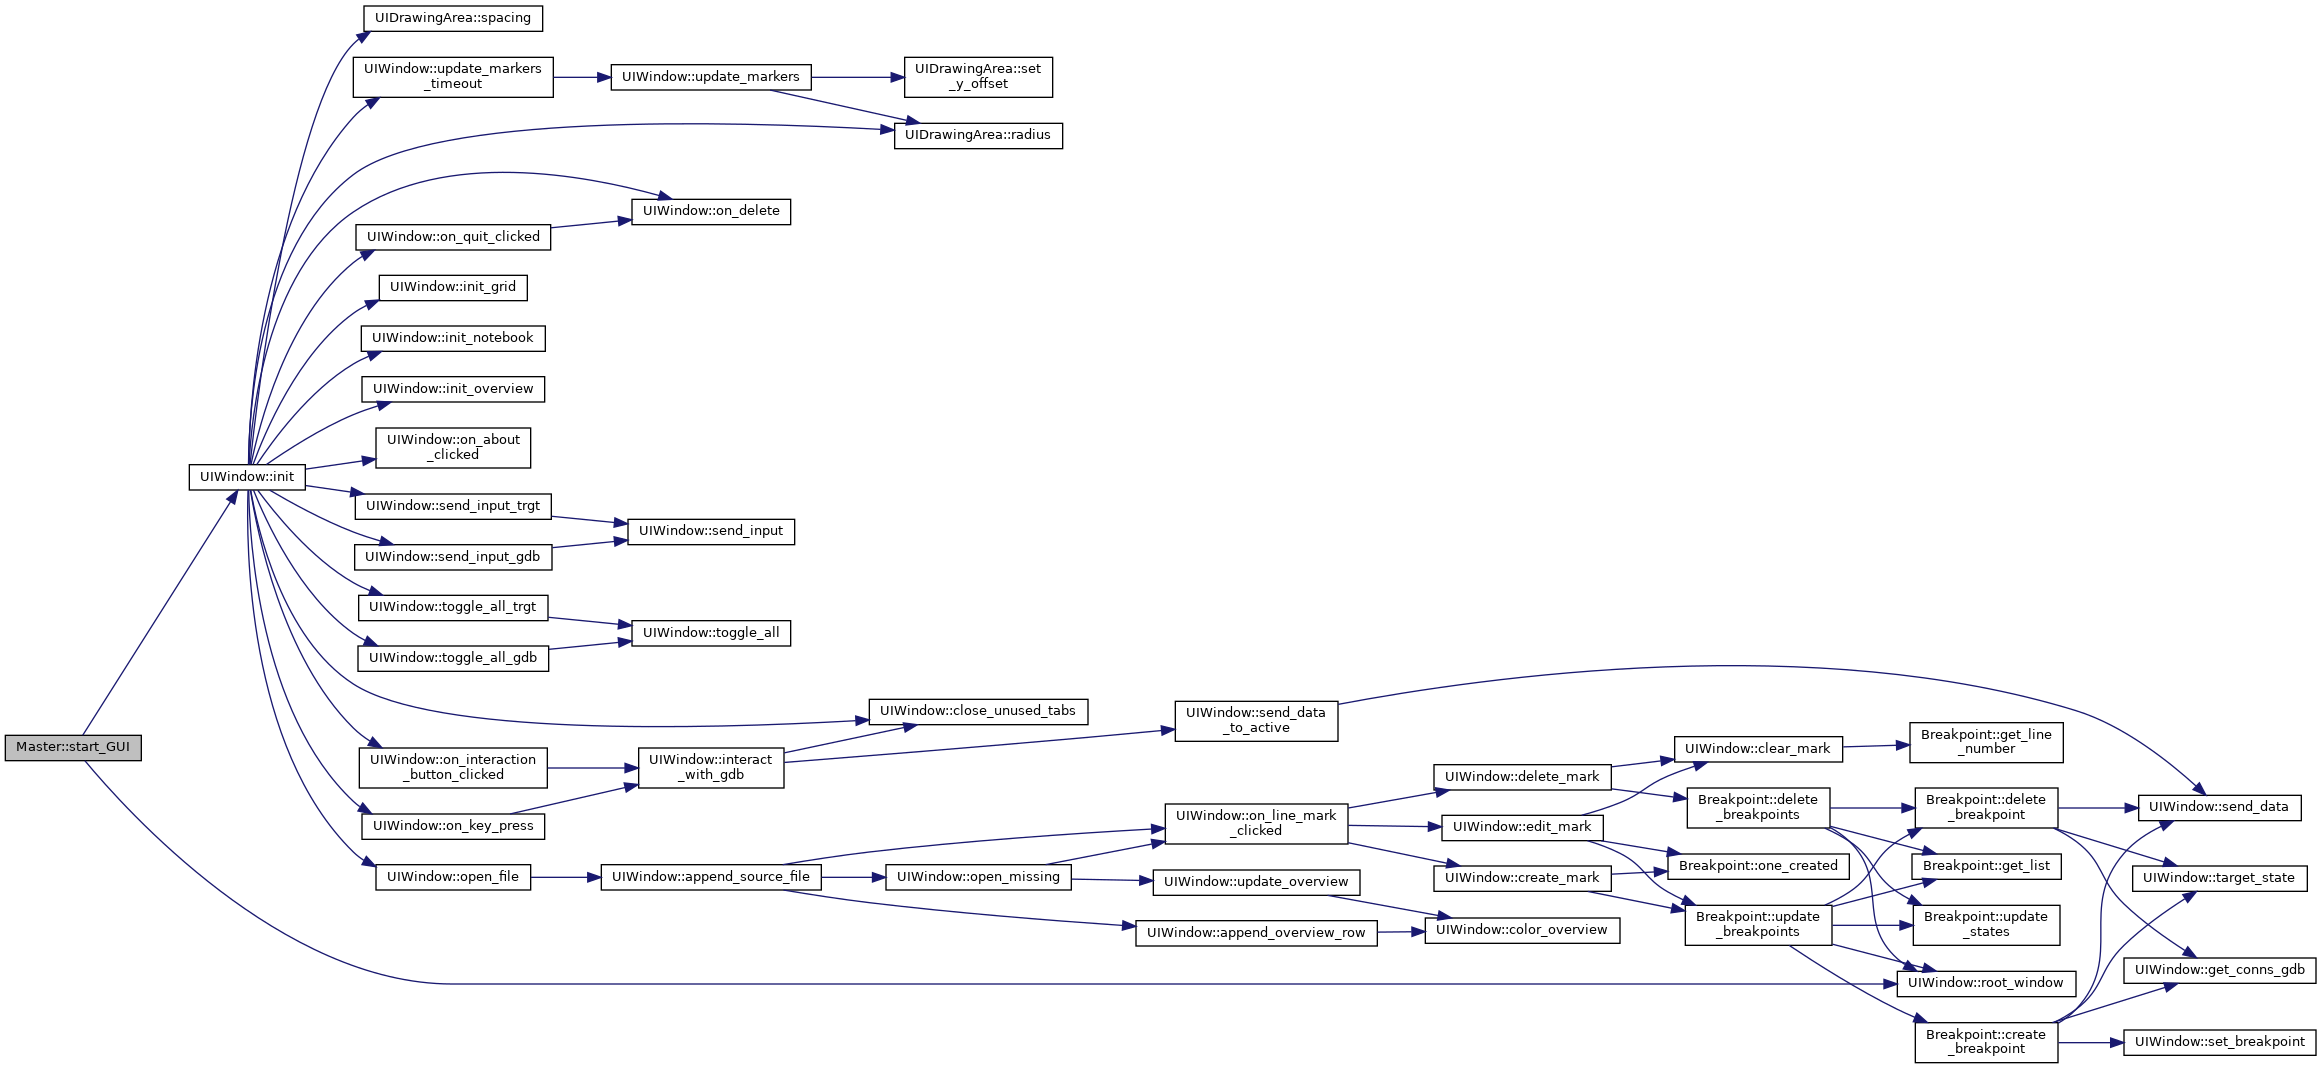 UIDrawingArea::spacing
UIWindow::update_markers
_timeout
UIWindow::update_markers
UIDrawingArea::set
_y_offset
UIDrawingArea::radius
UIWindow::on_delete
UIWindow::on_quit_clicked
UIWindow::init_grid
UIWindow::init_notebook
UIWindow::init_overview
UIWindow::on_about
_clicked
UIWindow::init
UIWindow::send_input_trgt
UIWindow::send_input
UIWindow::send_input_gdb
UIWindow::toggle_all_trgt
UIWindow::toggle_all
UIWindow::toggle_all_gdb
UIWindow::close_unused_tabs
UIWindow::send_data
_to_active
Master::start_GUI
UIWindow::on_interaction
_button_clicked
UIWindow::interact
_with_gdb
UIWindow::clear_mark
Breakpoint::get_line
_number
UIWindow::delete_mark
Breakpoint::delete
_breakpoints
Breakpoint::delete
_breakpoint
UIWindow::send_data
UIWindow::on_key_press
UIWindow::on_line_mark
_clicked
UIWindow::edit_mark
Breakpoint::one_created
Breakpoint::get_list
UIWindow::open_file
UIWindow::append_source_file
UIWindow::open_missing
UIWindow::update_overview
UIWindow::create_mark
UIWindow::target_state
UIWindow::append_overview_row
UIWindow::color_overview
Breakpoint::update
_breakpoints
Breakpoint::update
_states
UIWindow::get_conns_gdb
UIWindow::root_window
Breakpoint::create
_breakpoint
UIWindow::set_breakpoint